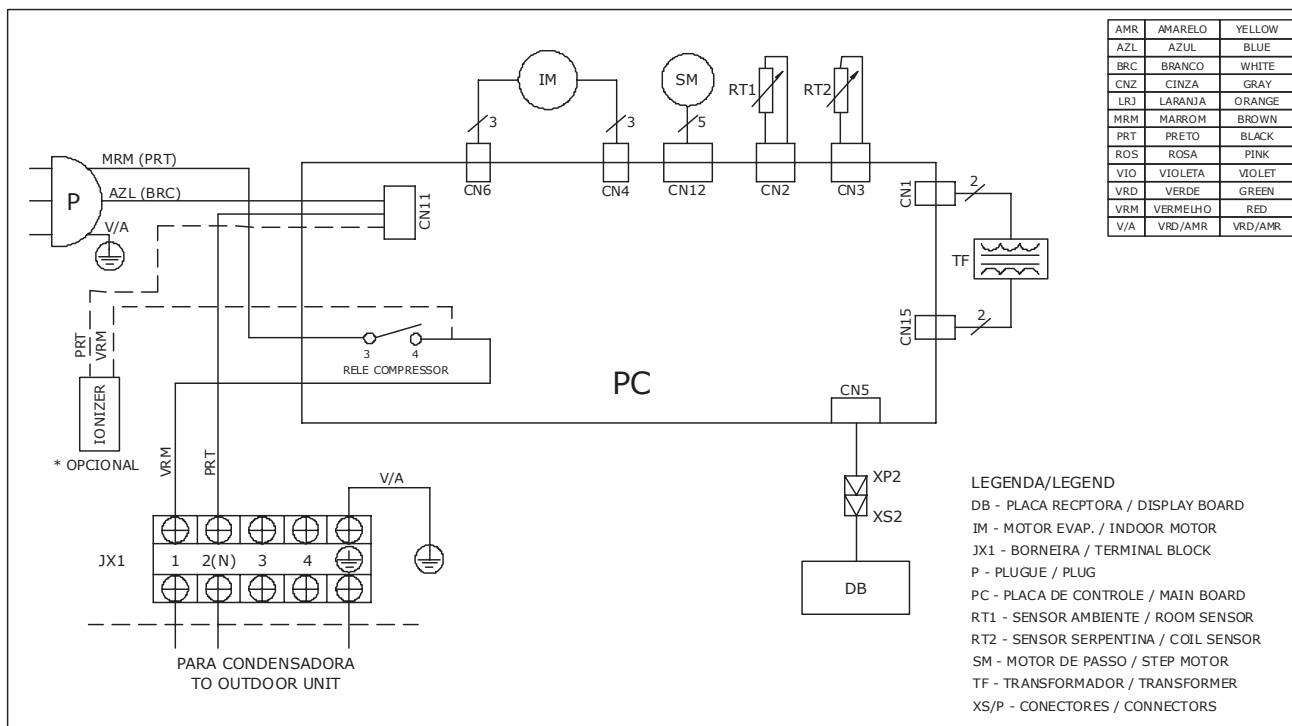 AMR AMARELO YELLOW
AZL AZUL BLUE
BRC BRANCO WHITE
CNZ CINZA GRAY
LRJ LARANJA ORANGE
MRM MARROM BROWN
PRT PRETO BLACK
ROS ROSA PINK
VIO VIOLETA VIOLET
VRD VERDE GREEN
VRM VERMELHO RED
V/A VRD/AMR VRD/AMR
IM
SM
RT1
RT2
3
3
5
CN6
CN4
CN12
CN2
CN3
MRM (PRT)
P
AZL (BRC)
V/A
CN11
CN1
2
TF
CN15
2
PRT
VRM
3
4
RELE COMPRESSOR
PC
IONIZER
* OPCIONAL
CN5
VRM
PRT
V/A
XP2
XS2
DB
JX1
1 2(N) 3 4
PARA CONDENSADORA
TO OUTDOOR UNIT
LEGENDA/LEGEND
DB - PLACA RECPTORA / DISPLAY BOARD
IM - MOTOR EVAP. / INDOOR MOTOR
JX1 - BORNEIRA / TERMINAL BLOCK
P - PLUGUE / PLUG
PC - PLACA DE CONTROLE / MAIN BOARD
RT1 - SENSOR AMBIENTE / ROOM SENSOR
RT2 - SENSOR SERPENTINA / COIL SENSOR
SM - MOTOR DE PASSO / STEP MOTOR
TF - TRANSFORMADOR / TRANSFORMER
XS/P - CONECTORES / CONNECTORS